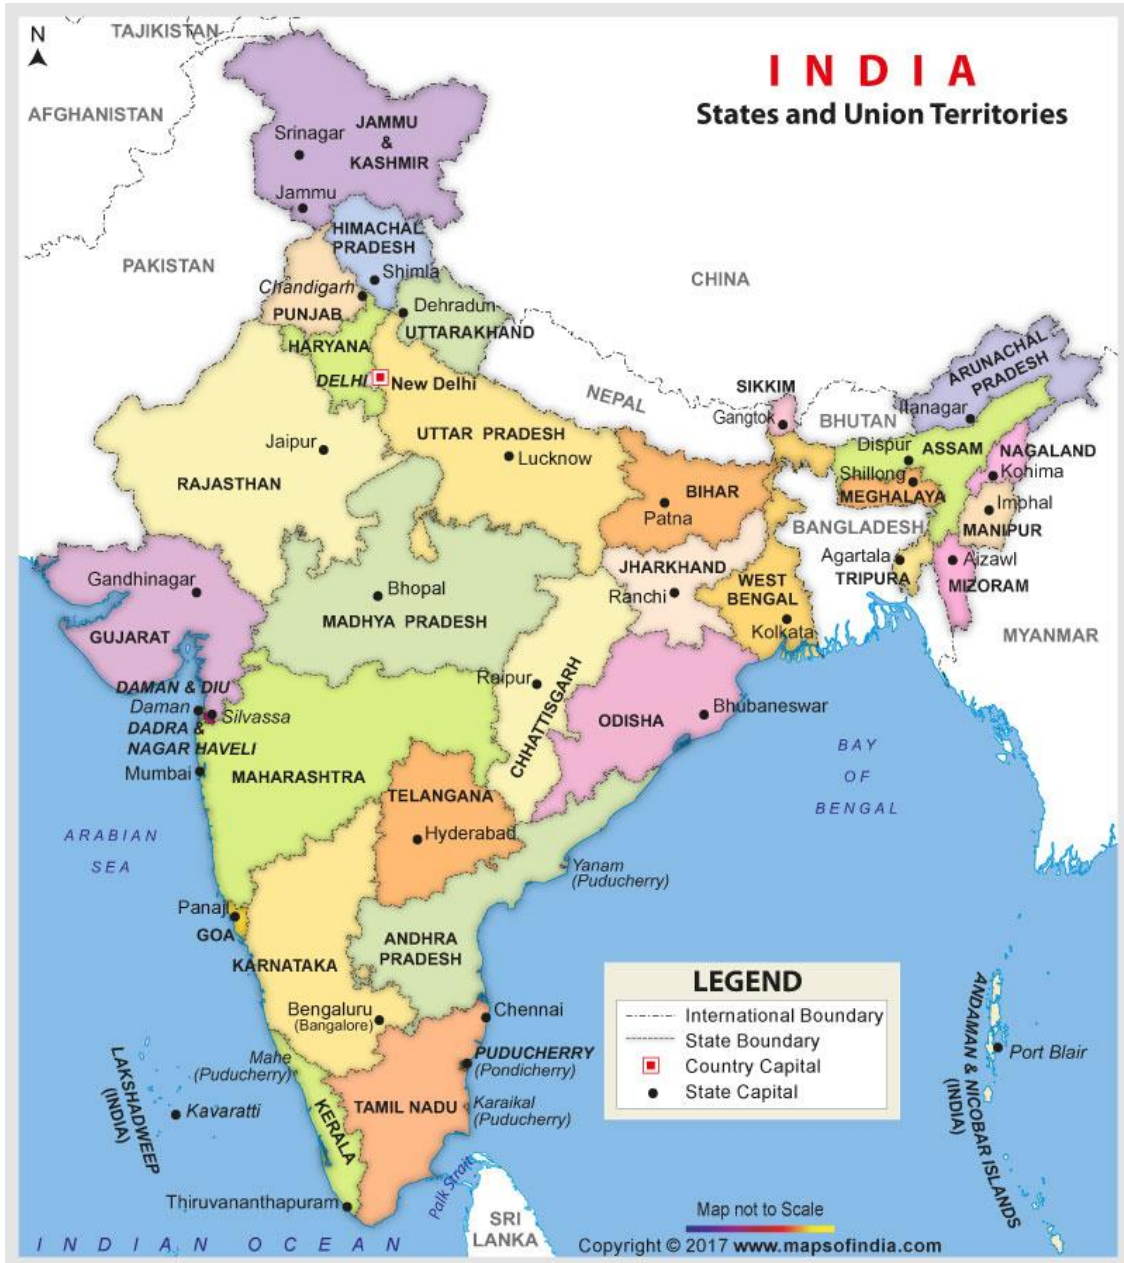 N
TAJIKISTAN
AFGHANISTAN
INDIA
States and Union Territories
Srinagar
JAMMU
&
KASHMIR
Jammu
HIMACHAL
PRADESH
PAKISTAN
Shimla
CHINA
Chandigarh
PUNJAB
Dehradun
UTTARAKHAND
HARYANA
DELHI
New Delhi
NEPAL
SIKKIM
Gangtok
BHUTAN
ARUNACHAL
PRADESH
Itanagar
Jaipur
UTTAR PRADESH
Lucknow
Dispur
ASSAM
NAGALAND
Kohima
RAJASTHAN
BIHAR
Patna
Shillong
MEGHALAYA
Imphal
MANIPUR
BANGLADESH
Agartala
TRIPURA
Aizawl
MIZORAM
Gandhinagar
GUJARAT
Bhopal
MADHYA PRADESH
JHARKHAND
Ranchi
WEST
BENGAL
Kolkata
MYANMAR
Raipur
CHHATTISGARH
ODISHA
Bhubaneswar
DAMAN & DIU
Daman
Silvassa
DADRA &
NAGAR HAVELI
Mumbai
MAHARASHTRA
TELANGANA
Hyderabad
BAY
OF
BENGAL
ARABIAN
SEA
Yanam
(Puducherry)
Panaji
GOA
KARNATAKA
ANDHRA
PRADESH
Bengaluru
(Bangalore)
Chennai
Mahe
(Puducherry)
PUDUCHERRY
(Pondicherry)
LAKSHADWEEP
(INDIA)
Kavaratti
KERALA
TAMIL NADU
Karaikal
(Puducherry)
Thiruvananthapuram
Palk Strait
SRI
LANKA
INDIAN OCEAN
LEGEND
International Boundary
State Boundary
Country Capital
State Capital
ANDAMAN & NICOBAR ISLANDS
(INDIA)
Port Blair
Map not to Scale
Copyright © 2017 www.mapsofindia.com